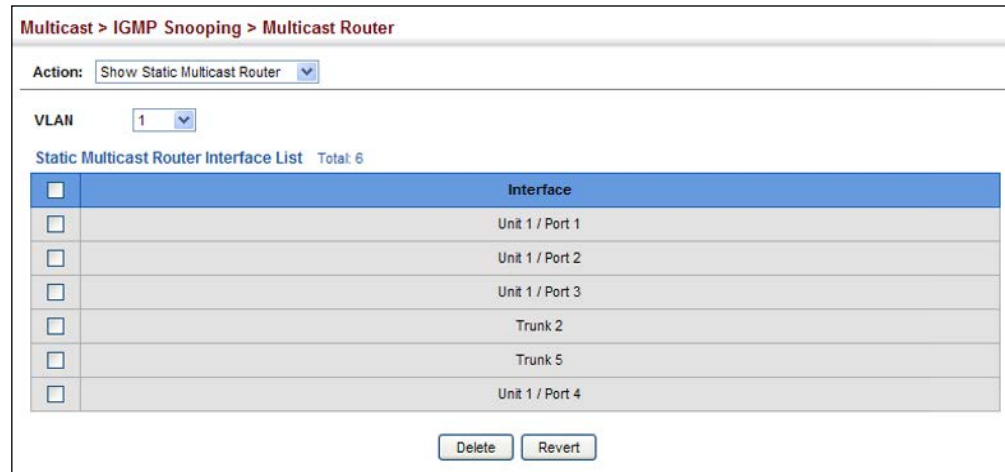 Multicast > IGMP Snooping > Multicast Router
Action: Show Static Multicast Router
VLAN 1
Static Multicast Router Interface List Total: 6
Interface
Unit 1 / Port 1
Unit 1 / Port 2
Unit 1 / Port 3
Trunk 2
Trunk 5
Unit 1 / Port 4
Delete Revert